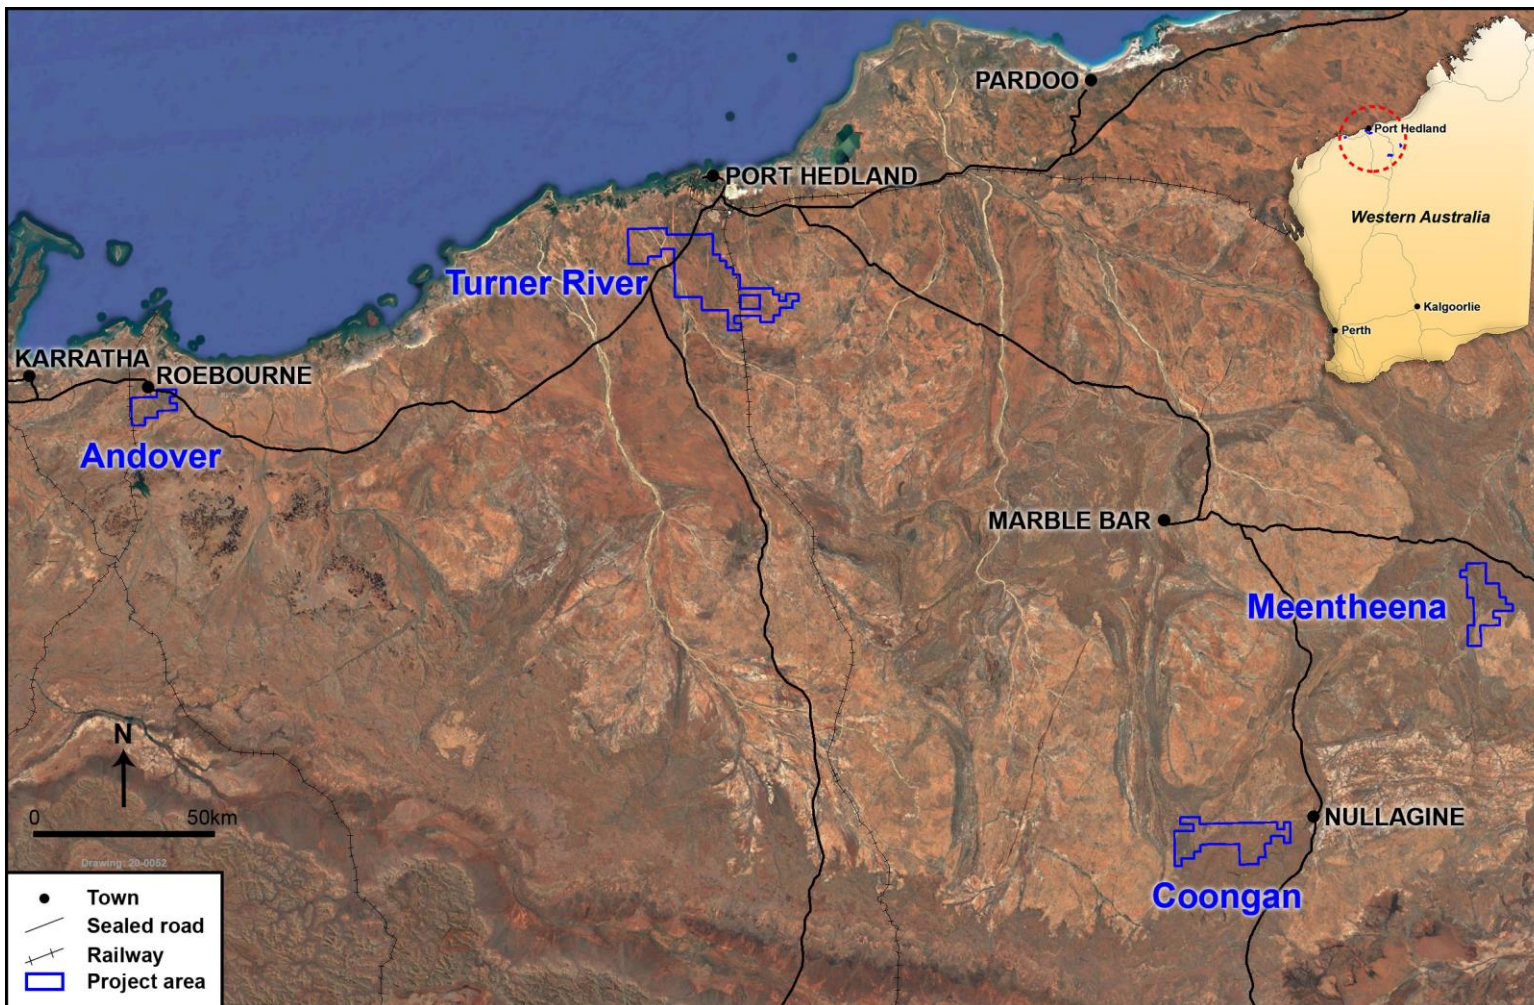 PARDOO
Port Hedland
PORT HEDLAND
Western Australia
Turner River
Kalgoorlie
Perth
KARRATHA
ROEBOURNE
Andover
MARBLE BAR
Meentheena
N
0 50km
NULLAGINE
Drawing: 20-0052
Coongan
Town
Sealed road
Railway
Project area